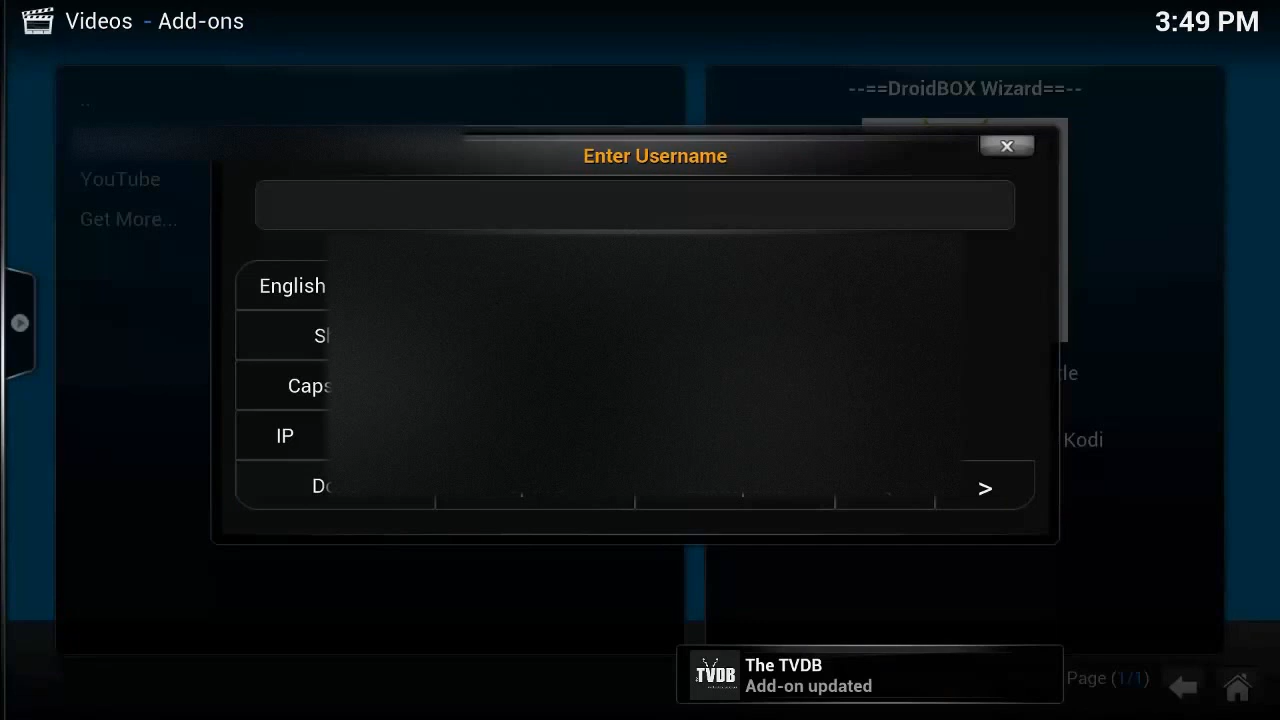 Videos - Add-ons
3:49 PM
..
--==DroidBOX Wizard==--
Enter Username
YouTube
Get More...
English
Caps
IP
Kodi
>
The TVDB
Add-on updated
TVDB
Page (1/1)